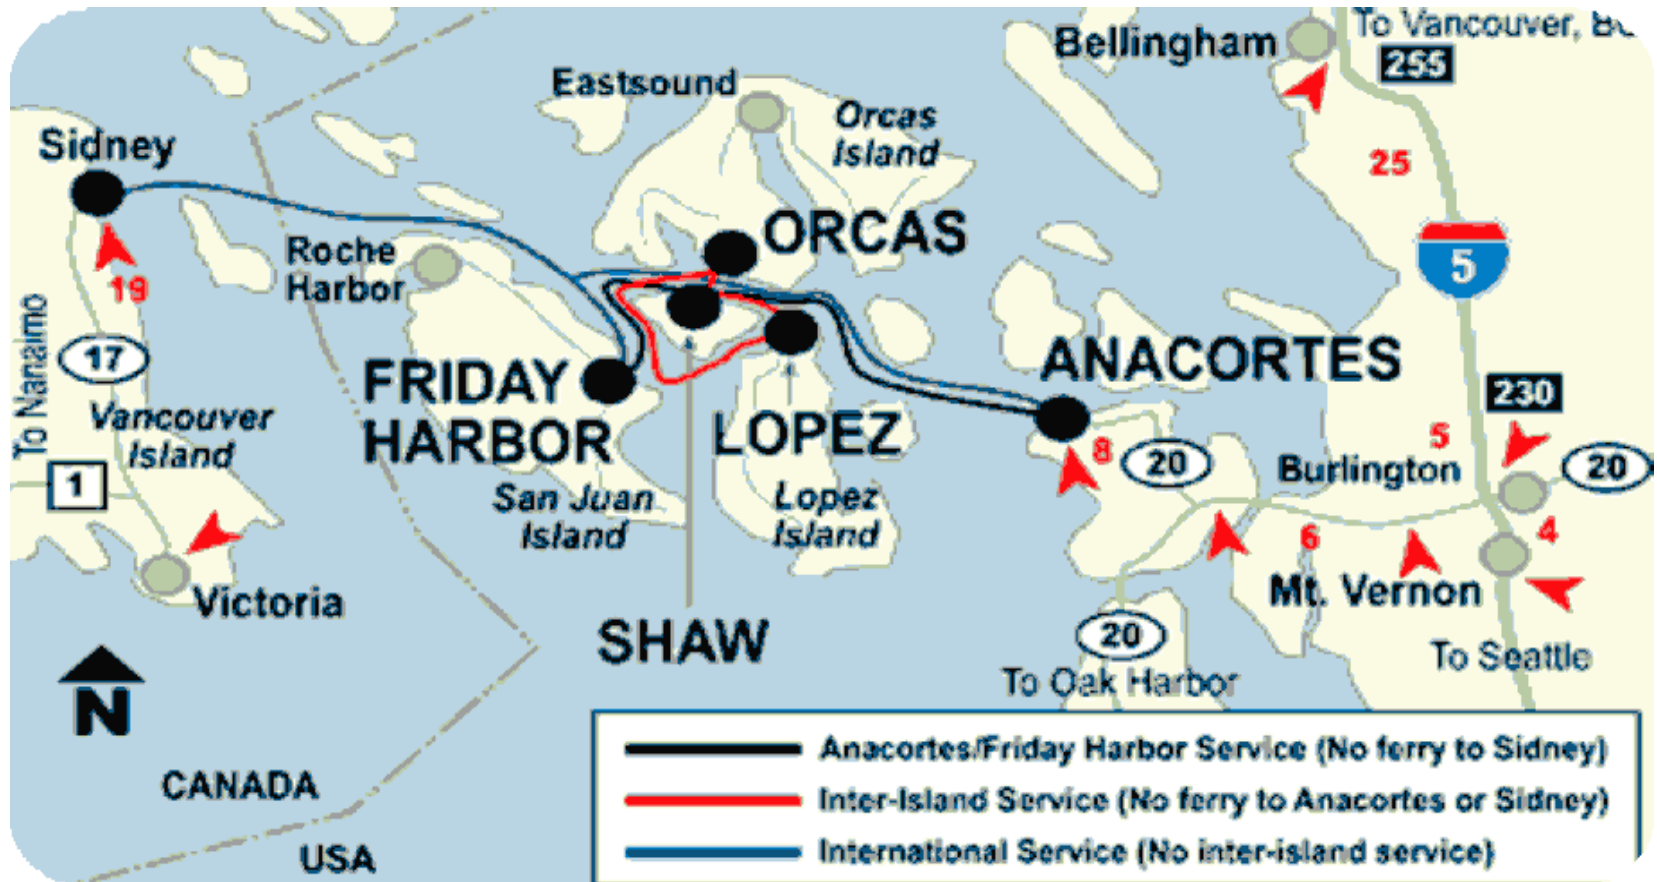 Bellingham
To Vancouver, BC
255
Eastsound
Orcas
Island
Sidney
25
ORCAS
Roche
Harbor
5
19
To Nanaimo
17
ANACORTES
FRIDAY
HARBOR
230
Vancouver
Island
LOPEZ
8
20
5
Burlington
20
1
San Juan
Island
Lopez
Island
6
4
Victoria
Mt. Vernon
SHAW
20
To Seattle
To Oak Harbor
N
CANADA
USA
Anacortes/Friday Harbor Service (No ferry to Sidney)
Inter-Island Service (No ferry to Anacortes or Sidney)
International Service (No inter-island service)